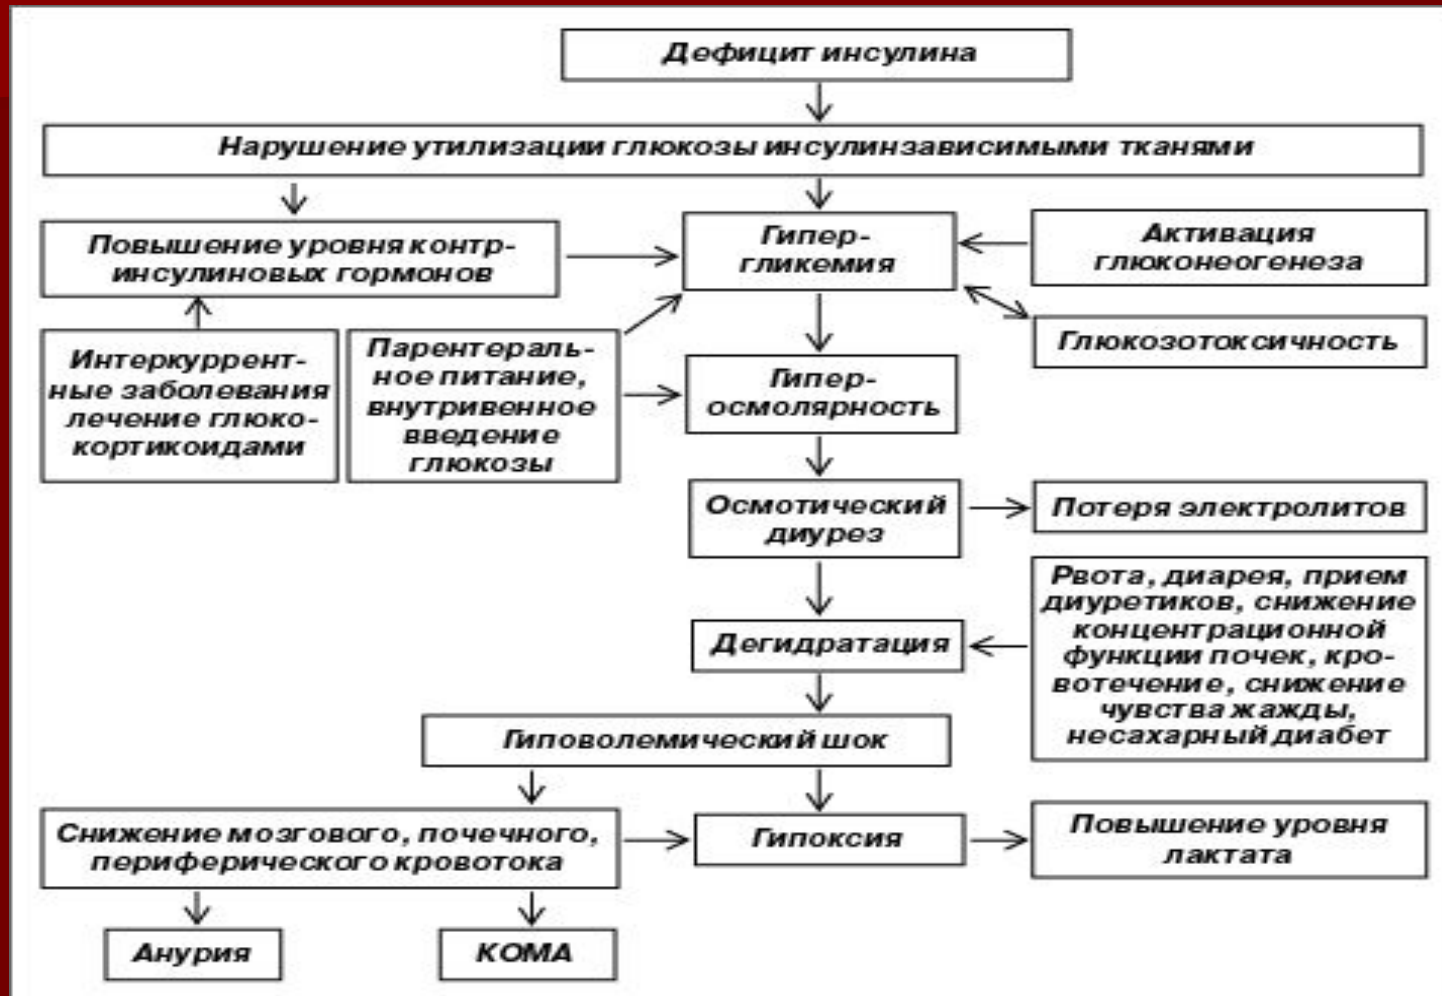 Дефицит инсулина
Нарушение утилизации глюкозы инсулинзависимыми тканями
Повышение уровня контр-
инсулиновых гормонов
Гипер-
гликемия
Активация
глюконеогенеза
Глюкозотоксичность
Интеркуррент-
ные заболевания
лечение глюко-
кортикоидами
Парентераль-
ное питание,
внутривенное
введение
глюкозы
Гипер-
осмолярность
Осмотический
диурез
Потеря электролитов
Рвота, диарея, прием
диуретиков, снижение
концентрационной
функции почек, кро-
вотечение, снижение
чувства жажды,
несахарный диабет
Дегидратация
Гиповолемический шок
Снижение мозгового, почечного,
периферического кровотока
Гипоксия
Повышение уровня
лактата
Анурия
КОМА